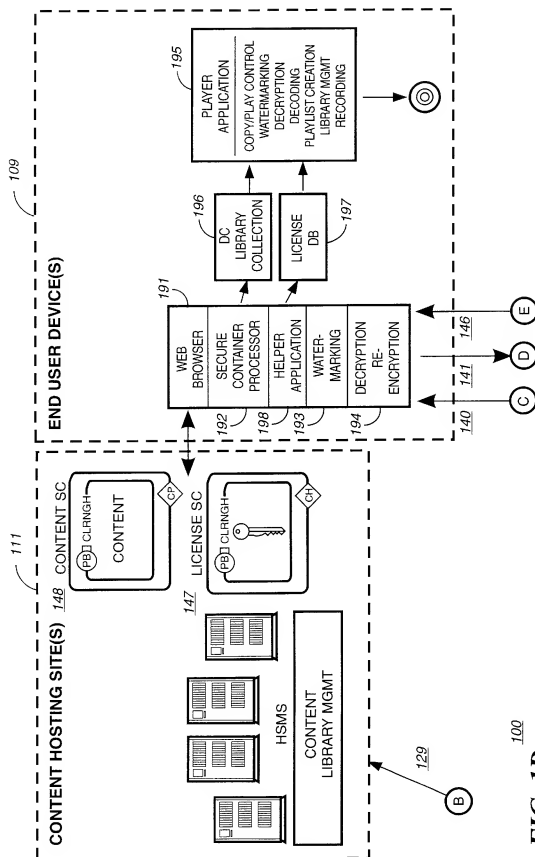 CONTENT HOSTING SITE(S)
111
148
CONTENT SC
PB
CLRNGH
CONTENT
CP
147
LICENSE SC
PB
CLRNGH
CH
HSMS
CONTENT
LIBRARY MGMT
129
B
END USER DEVICE(S)
109
191
WEB
BROWSER
SECURE
CONTAINER
PROCESSOR
192
HELPER
APPLICATION
198
WATER-
MARKING
193
DECRYPTION
RE-
ENCRYPTION
194
196
DC
LIBRARY
COLLECTION
LICENSE
DB
197
195
PLAYER
APPLICATION
COPY/PLAY CONTROL
WATERMARKING
DECRYPTION
DECODING
PLAYLIST CREATION
LIBRARY MGMT
RECORDING
140
141
146
C
D
E
100